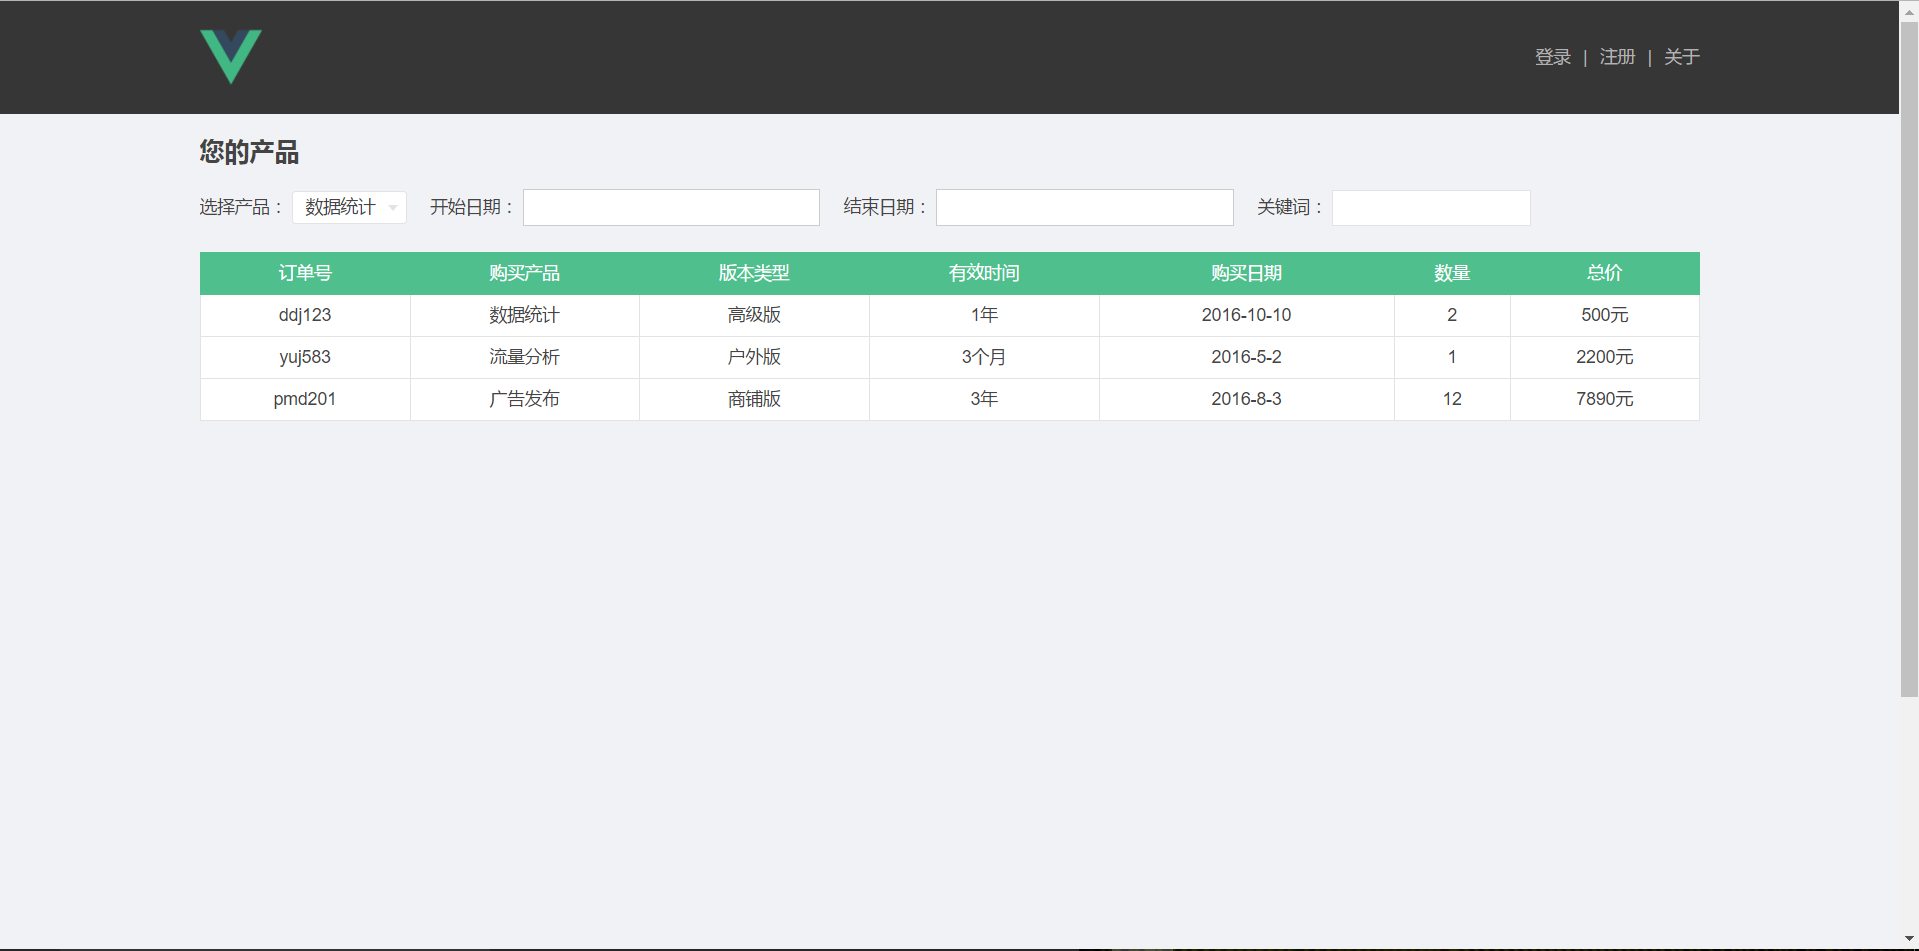 登录 | 注册 | 关于
您的产品
选择产品： 数据统计 开始日期： 结束日期： 关键词：
订单号 购买产品 版本类型 有效时间 购买日期 数量 总价
ddj123 数据统计 高级版 1年 2016-10-10 2 500元
yuj583 流量分析 户外版 3个月 2016-5-2 1 2200元
pmd201 广告发布 商铺版 3年 2016-8-3 12 7890元